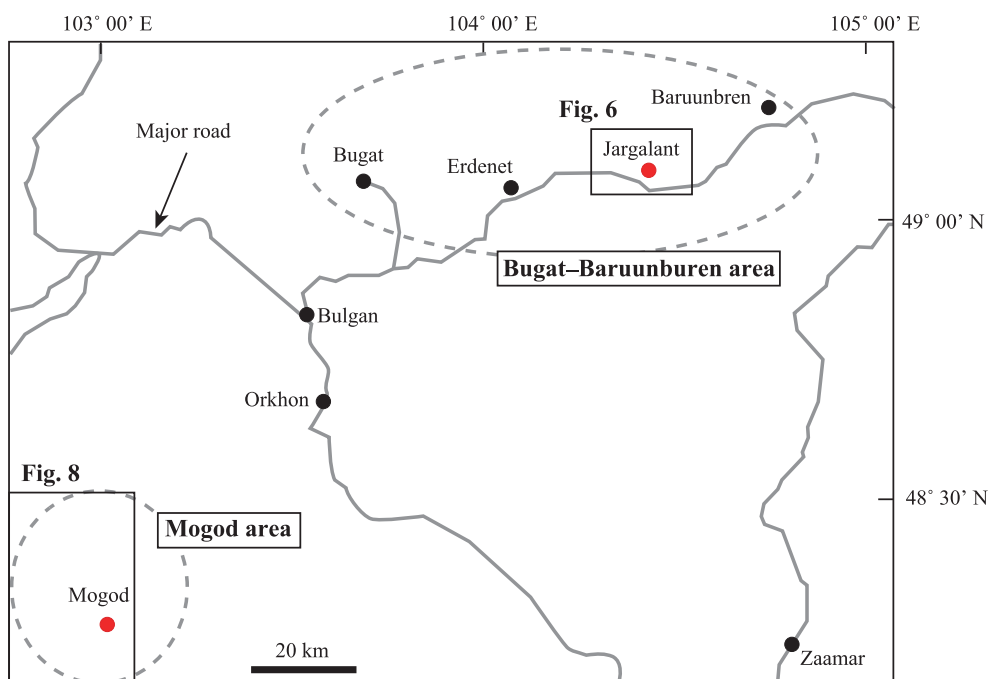 103° 00’ E
104° 00’ E
105° 00’ E
Baruunbren
Fig. 6
Major road
Jargalant
Bugat
Erdenet
49° 00’ N
Bugat–Baruunburen area
Bulgan
Orkhon
Fig. 8
48° 30’ N
Mogod area
Mogod
20 km
Zaamar